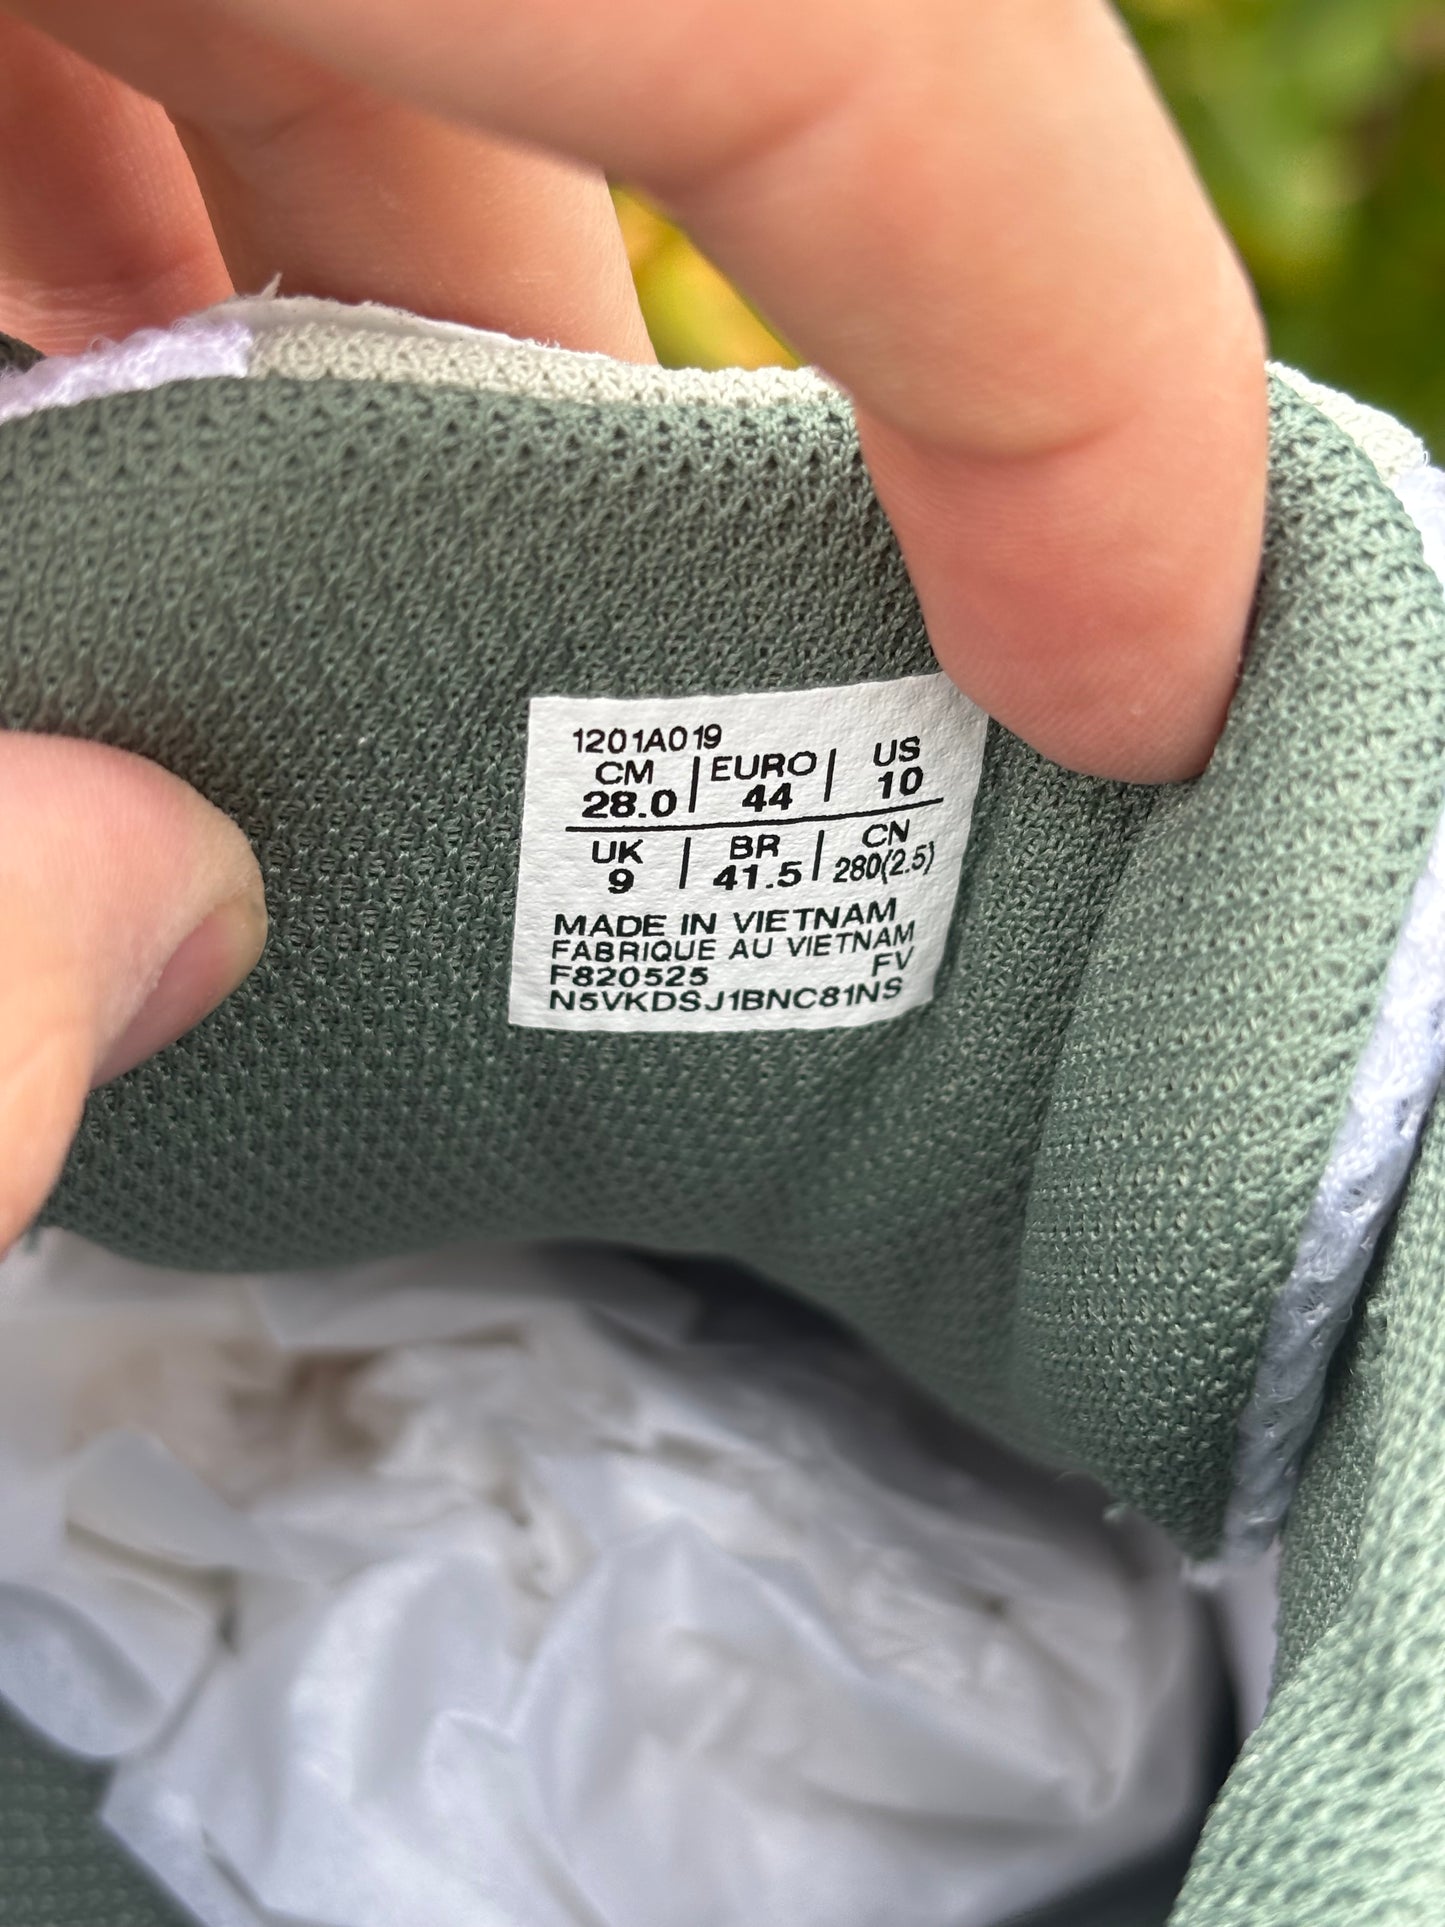 1201A019
CM | EURO | US
28.0 | 44 | 10
UK | BR | CN
9 | 41.5 | 280(2.5)
MADE IN VIETNAM
FABRIQUE AU VIETNAM
F820525 FV
N5VKDSJ1BNC81NS